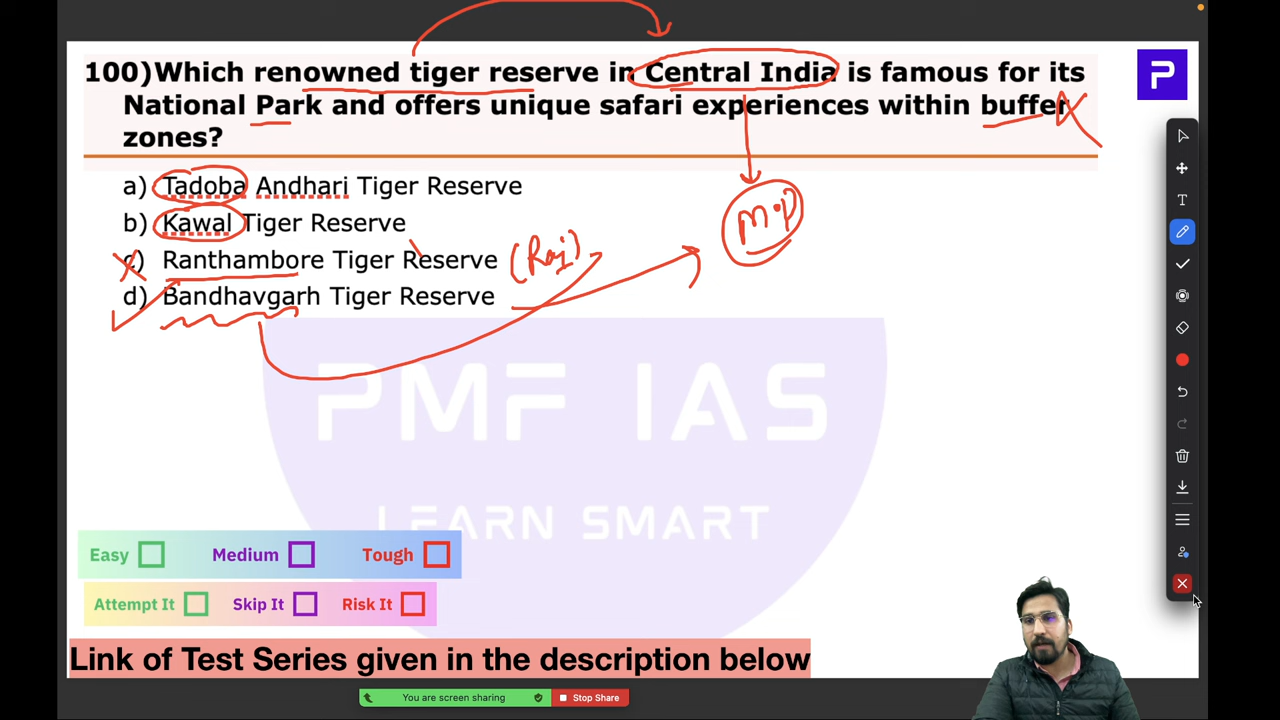 100)Which renowned tiger reserve in Central India is famous for its
National Park and offers unique safari experiences within buffer
zones?
P
a) Tadoba Andhari Tiger Reserve
b) Kawal Tiger Reserve
c) Ranthambore Tiger Reserve (Raj)
d) Bandhavgarh Tiger Reserve
M.P
PMF IAS
LEARN SMART
Easy Medium Tough
Attempt It Skip It Risk It
Link of Test Series given in the description below
You are screen sharing Stop Share